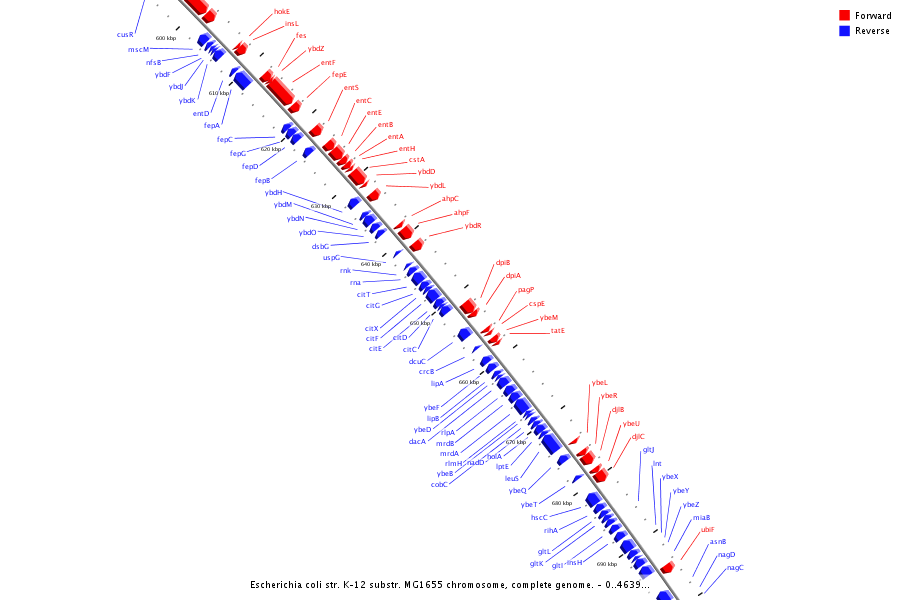 Forward
Reverse
hokE
insL
fes
ybdZ
entF
fepE
entS
entC
entE
entB
entA
entH
cstA
ybdD
ybdL
ahpC
ahpF
ybdR
dpiB
dpiA
pagP
cspE
ybeM
tatE
ybeL
ybeR
djlB
ybeU
djlC
gltJ
lnt
ybeX
ybeY
ybeZ
miaB
ubiF
asnB
nagD
nagC
cusR
600 kbp
mscM
nfsB
ybdF
ybdJ
ybdK
610 kbp
entD
fepA
fepC
620 kbp
fepG
fepD
fepB
ybdH
630 kbp
ybdM
ybdN
ybdO
dsbG
uspG
640 kbp
rnk
rna
citT
citG
650 kbp
citX
citF
citD
citE
citC
dcuC
crcB
660 kbp
lipA
ybeF
lipB
ybeD
rlpA
dacA
mrdB
670 kbp
mrdA
holA
rlmH
nadD
lptE
ybeB
leuS
cobC
ybeQ
ybeT
680 kbp
hscC
rihA
gltL
gltK
gltI
insH
690 kbp
Escherichia coli str. K-12 substr. MG1655 chromosome, complete genome. - 0..4639...